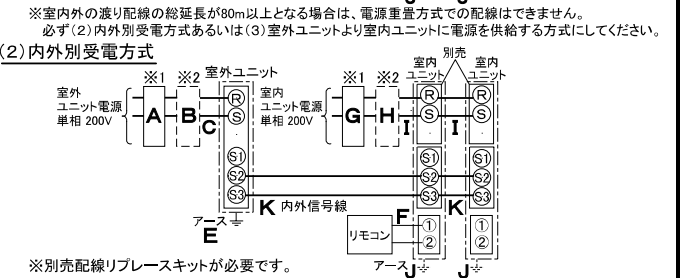 ※室内外の渡り配線の総延長が80m以上となる場合は、電源重畳方式での配線はできません。
必ず(2)内外別受電方式あるいは(3)室外ユニットより室内ユニットに電源を供給する方式にしてください。
(2)内外別受電方式
別売
※1 ※2 室外ユニット ※1 ※2 室内ユニット 室内ユニット
室外
ユニット電源
単相 200V
A B C
R
S
S1
S2
S3
室内
ユニット電源
単相 200V
G H I I
R R
S S
S1 S1
S2 S2
S3 S3
K 内外信号線 K
アース
E
リモコン
F
① ①
② ②
アース J J
※別売配線リプレースキットが必要です。